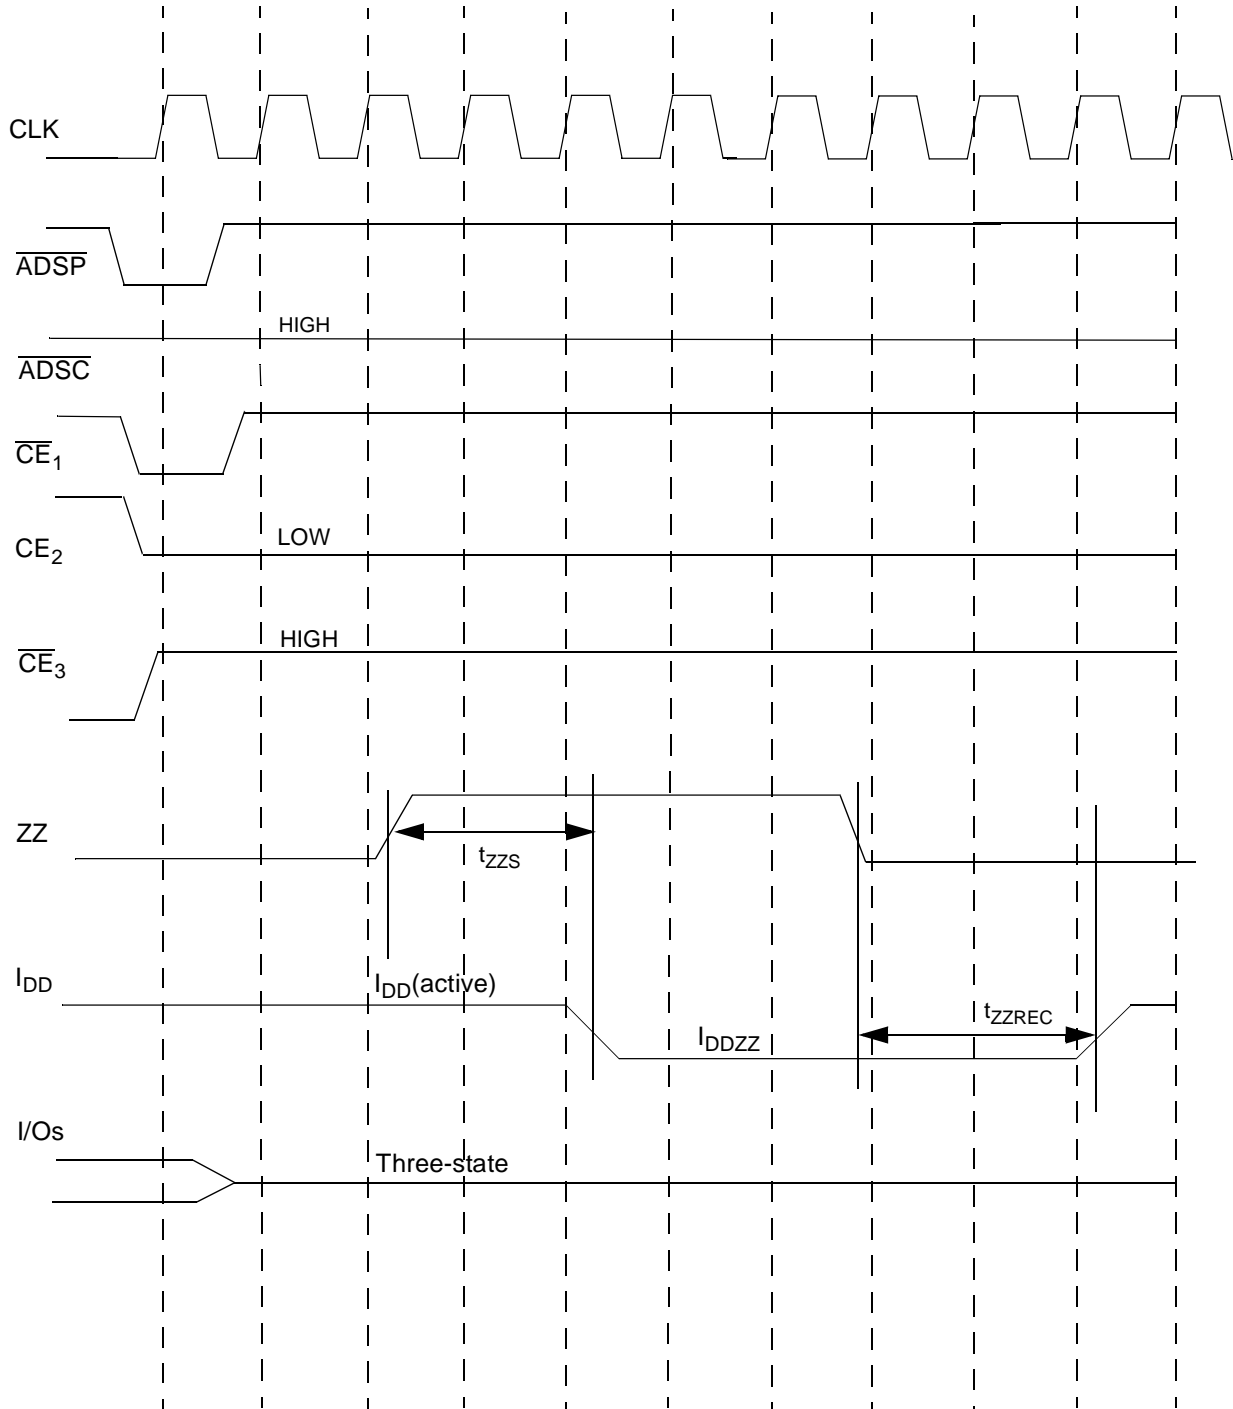 CLK
ADSP
HIGH
ADSC
CE1
LOW
CE2
HIGH
CE3
ZZ
tZZS
IDD
IDD(active)
IDDZZ
tZZREC
I/Os
Three-state